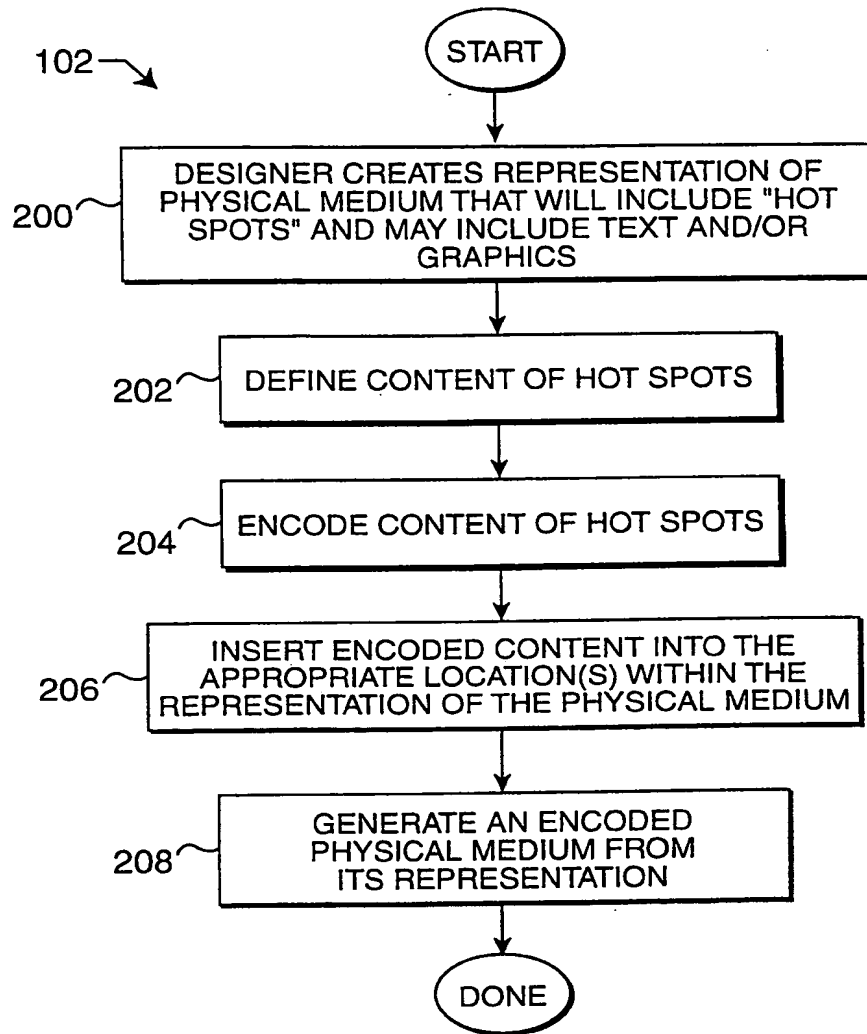 102
START
200
DESIGNER CREATES REPRESENTATION OF
PHYSICAL MEDIUM THAT WILL INCLUDE "HOT
SPOTS" AND MAY INCLUDE TEXT AND/OR
GRAPHICS
202
DEFINE CONTENT OF HOT SPOTS
204
ENCODE CONTENT OF HOT SPOTS
206
INSERT ENCODED CONTENT INTO THE
APPROPRIATE LOCATION(S) WITHIN THE
REPRESENTATION OF THE PHYSICAL MEDIUM
208
GENERATE AN ENCODED
PHYSICAL MEDIUM FROM
ITS REPRESENTATION
DONE